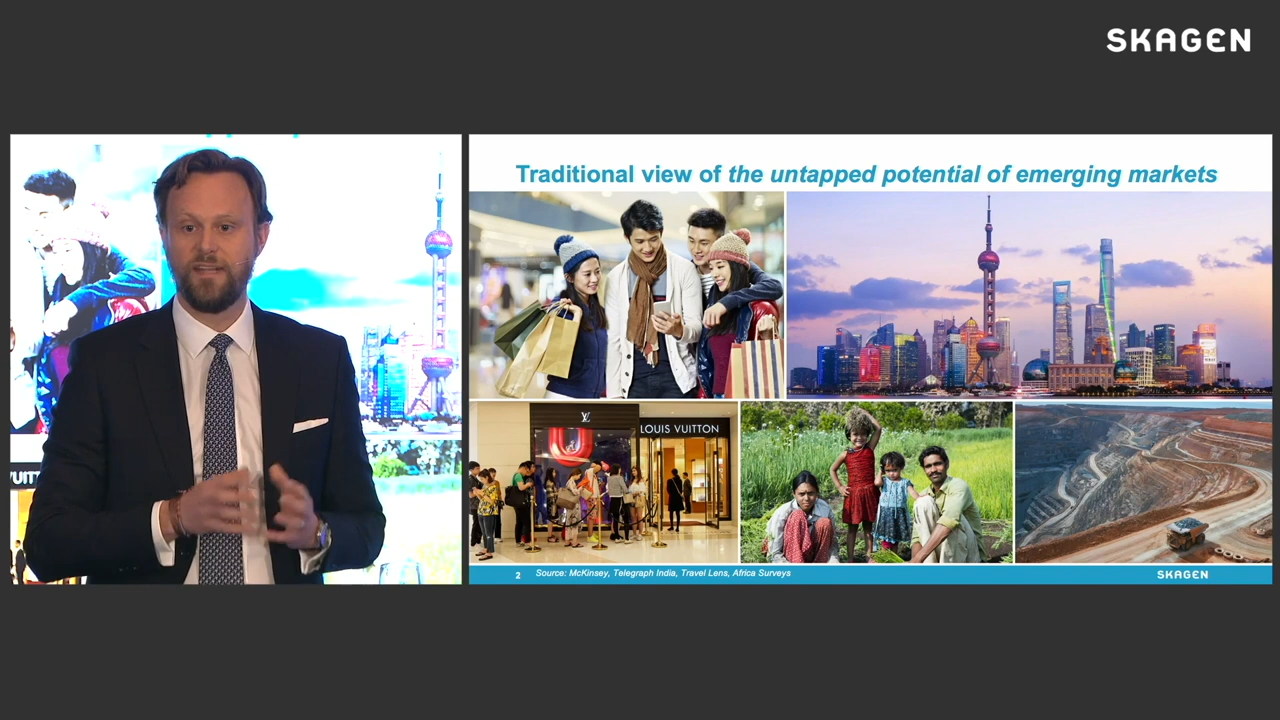 SKAGEN
Traditional view of the untapped potential of emerging markets
LOUIS VUITTON
2 Source: McKinsey, Telegraph India, Travel Lens, Africa Surveys
SKAGEN